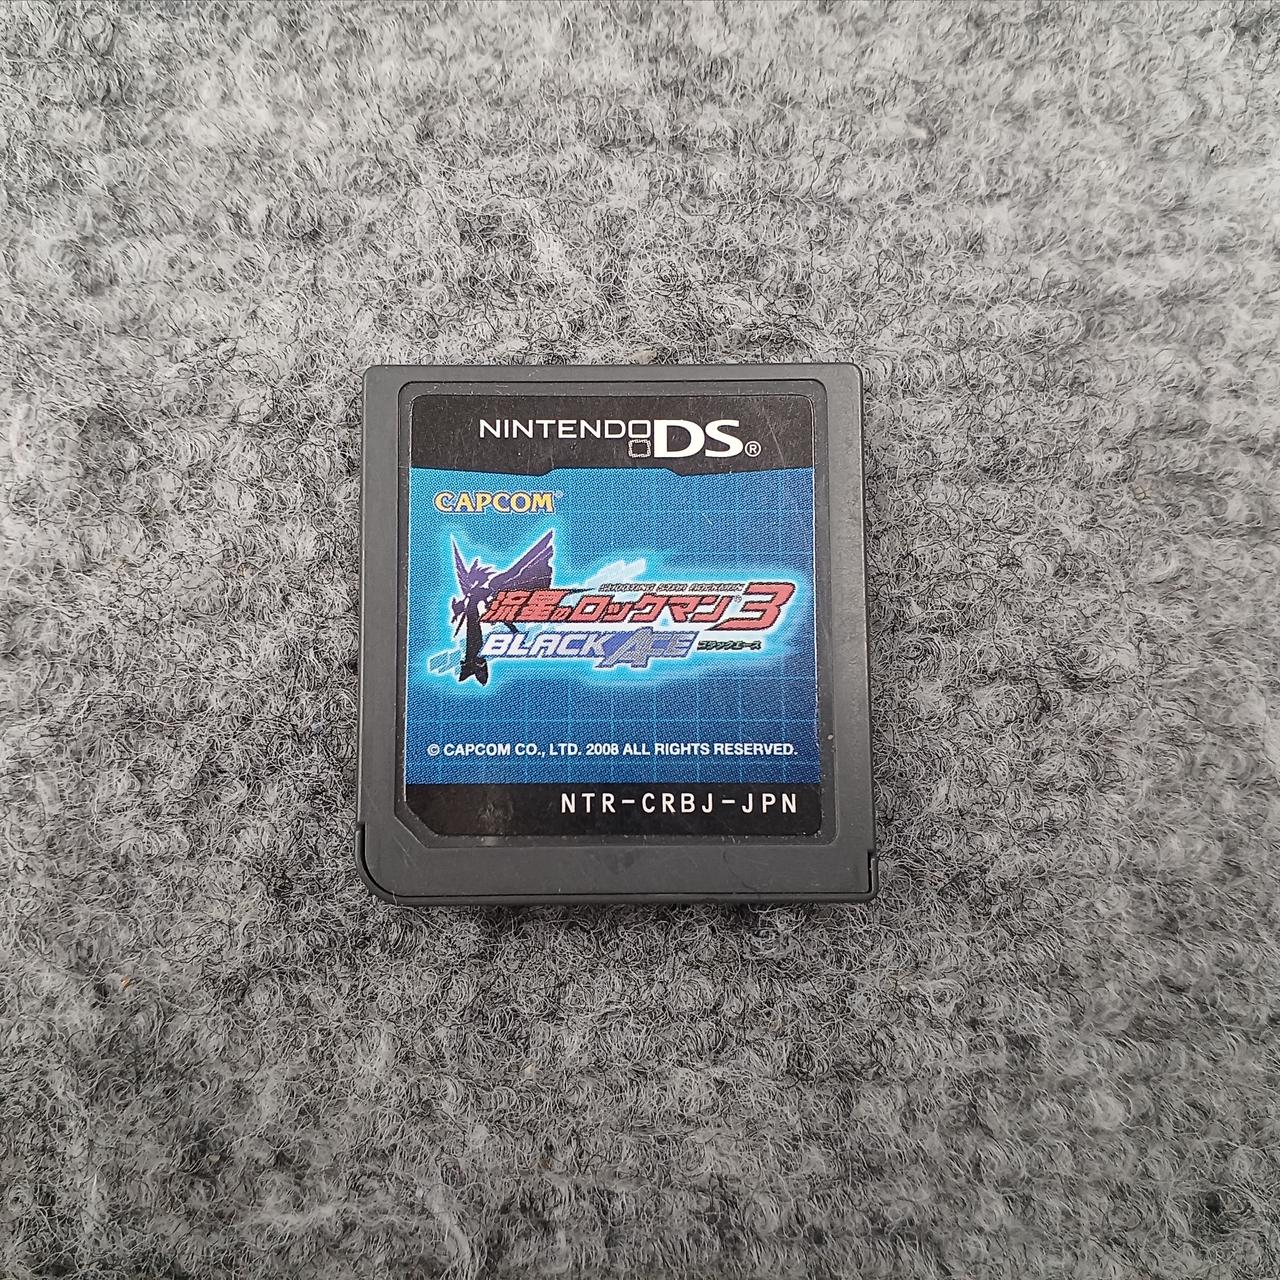 NINTENDO DS®
CAPCOM®
SHOOTING STAR ROCKMAN
流星のロックマン3
BLACK ACE ブラックエース
© CAPCOM CO., LTD. 2008 ALL RIGHTS RESERVED.
NTR-CRBJ-JPN